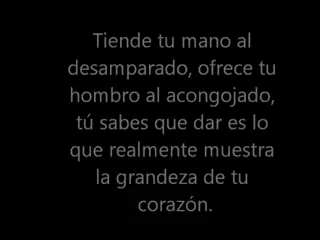 Tiende tu mano al
desamparado, ofrece tu
hombro al acongojado,
tú sabes que dar es lo
que realmente muestra
la grandeza de tu
corazón.